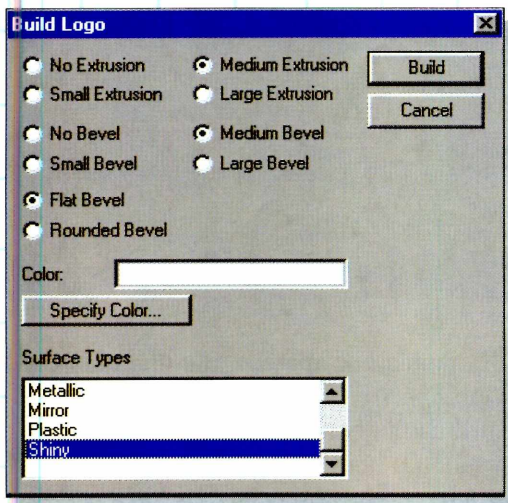 Build Logo
No Extrusion Medium Extrusion Build
Small Extrusion Large Extrusion Cancel
No Bevel Medium Bevel
Small Bevel Large Bevel
Flat Bevel
Rounded Bevel
Color:
Specify Color...
Surface Types
Metallic
Mirror
Plastic
Shiny